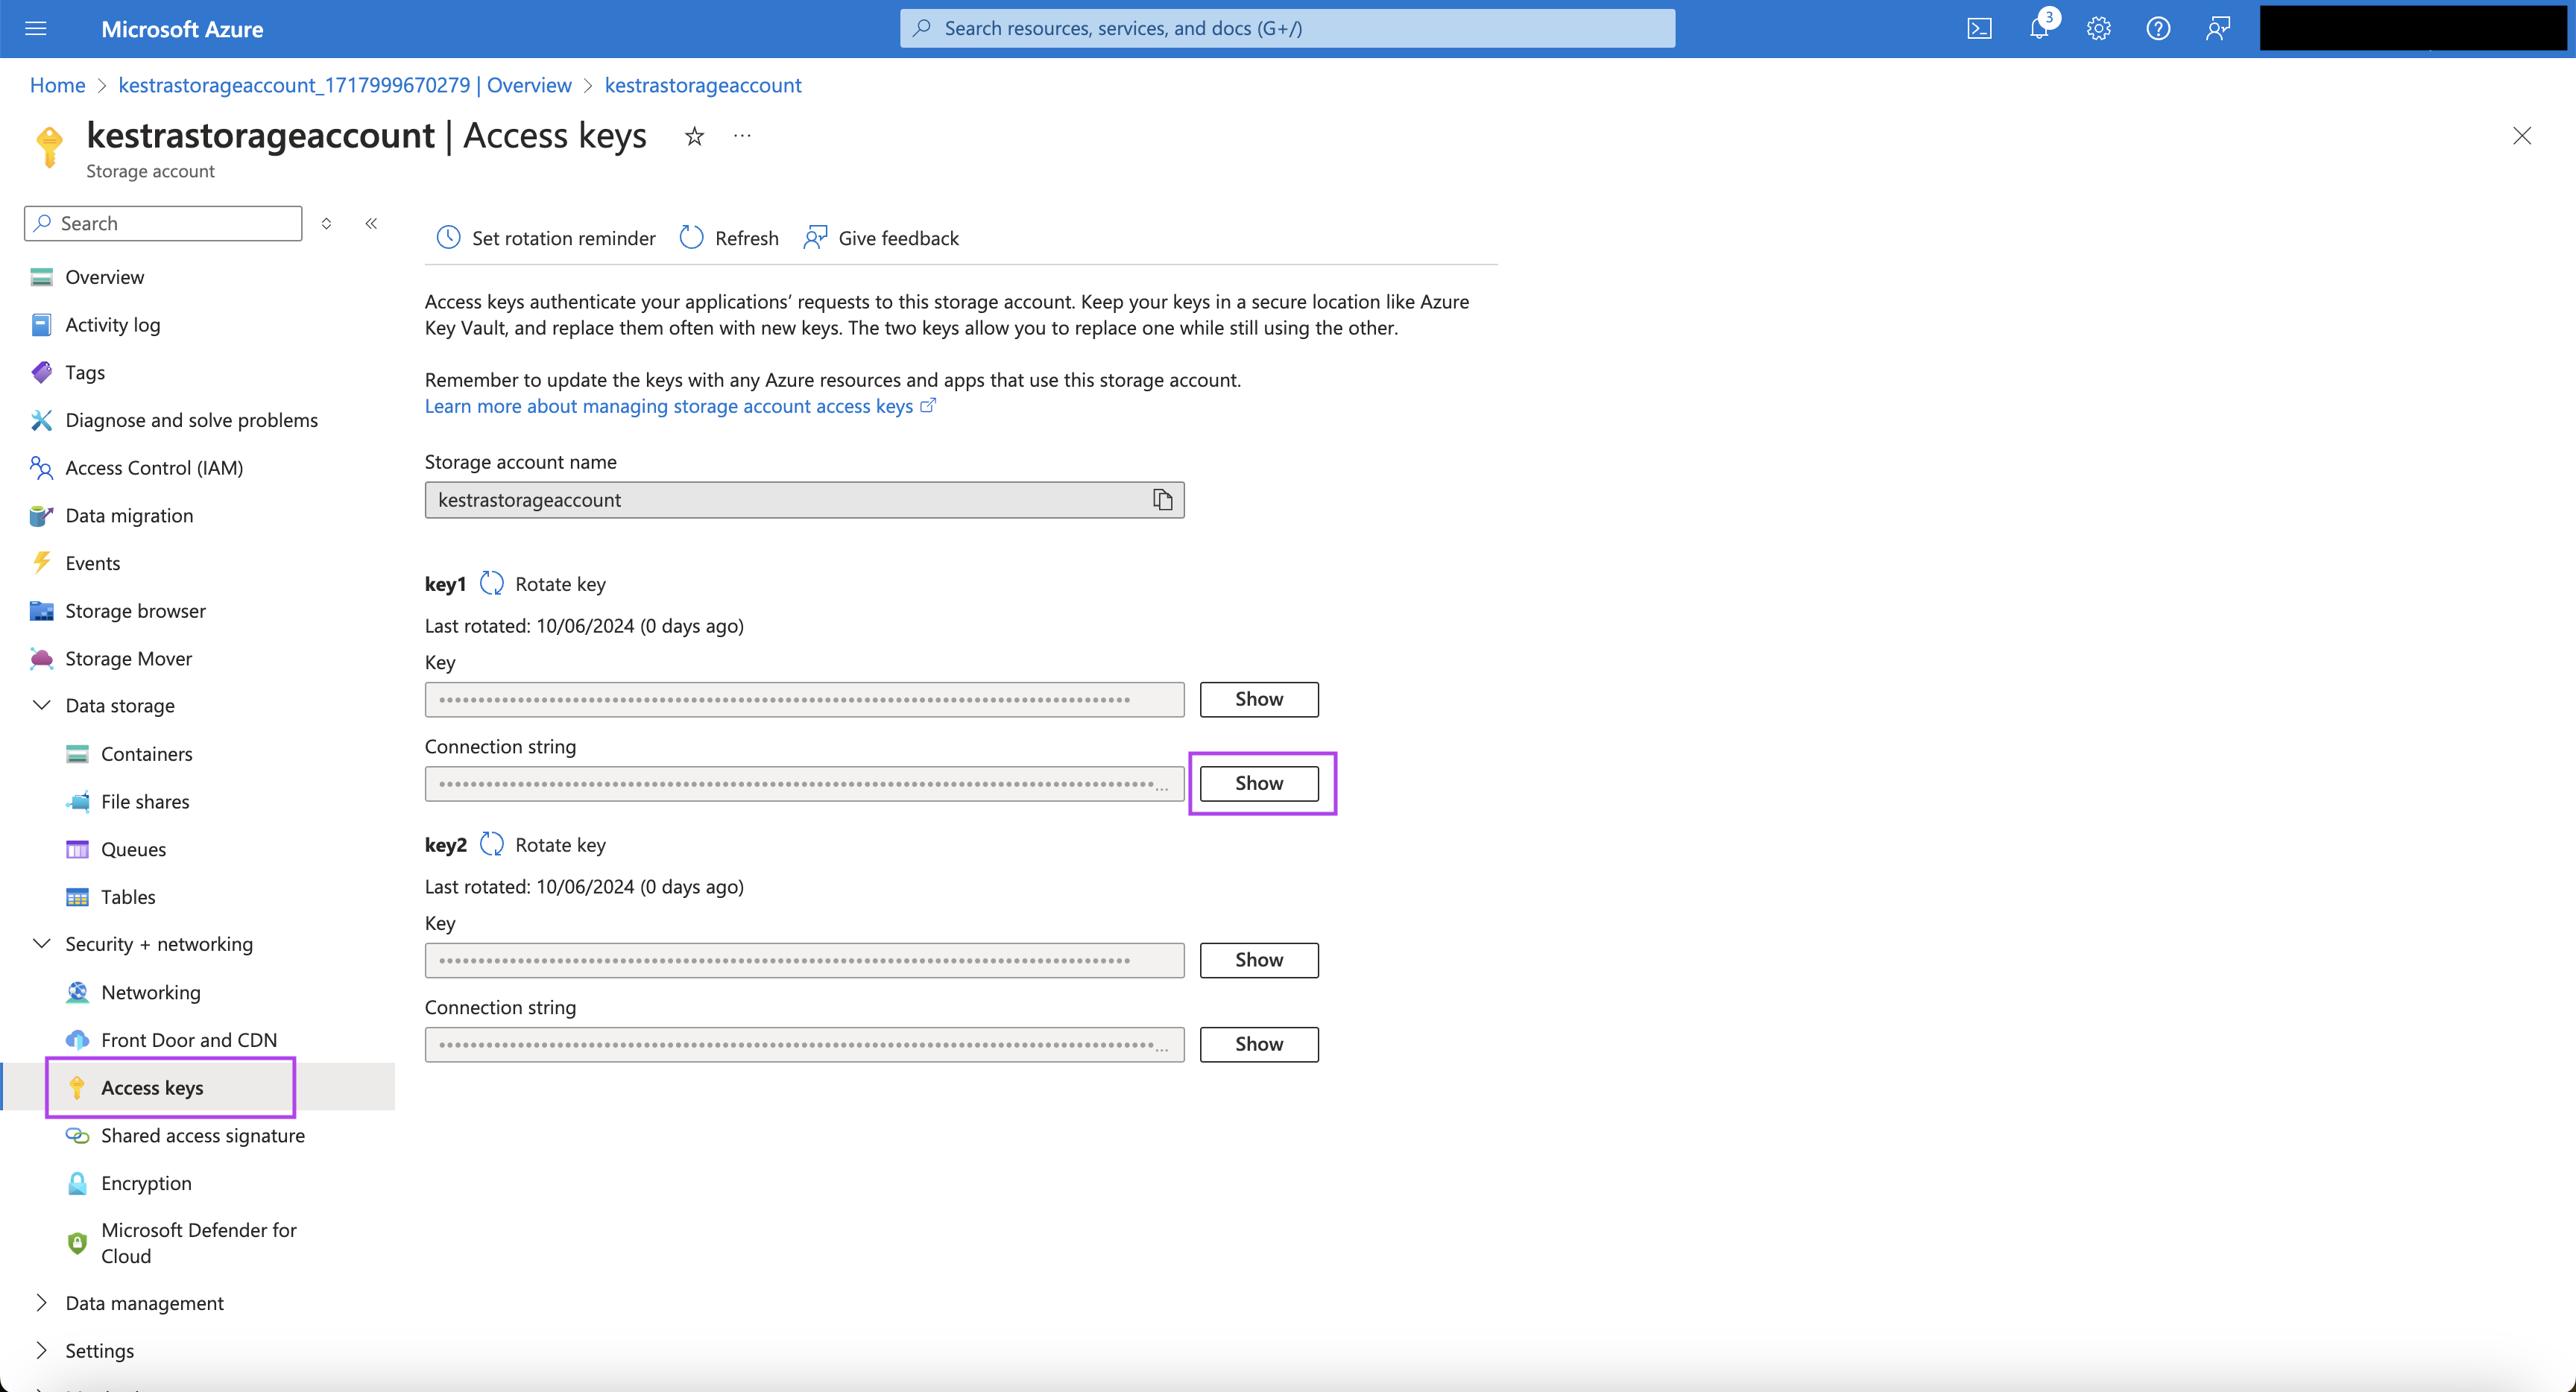 Microsoft Azure
Search resources, services, and docs (G+/)
3
Home > kestrastorageaccount_1717999670279 | Overview > kestrastorageaccount
kestrastorageaccount | Access keys
Storage account
Search
Overview
Activity log
Tags
Diagnose and solve problems
Access Control (IAM)
Data migration
Events
Storage browser
Storage Mover
Data storage
Containers
File shares
Queues
Tables
Security + networking
Networking
Front Door and CDN
Access keys
Shared access signature
Encryption
Microsoft Defender for
Cloud
Data management
Settings
Set rotation reminder Refresh Give feedback
Access keys authenticate your applications’ requests to this storage account. Keep your keys in a secure location like Azure
Key Vault, and replace them often with new keys. The two keys allow you to replace one while still using the other.
Remember to update the keys with any Azure resources and apps that use this storage account.
Learn more about managing storage account access keys
Storage account name
kestrastorageaccount
key1 Rotate key
Last rotated: 10/06/2024 (0 days ago)
Key
Show
Connection string
Show
key2 Rotate key
Last rotated: 10/06/2024 (0 days ago)
Key
Show
Connection string
Show